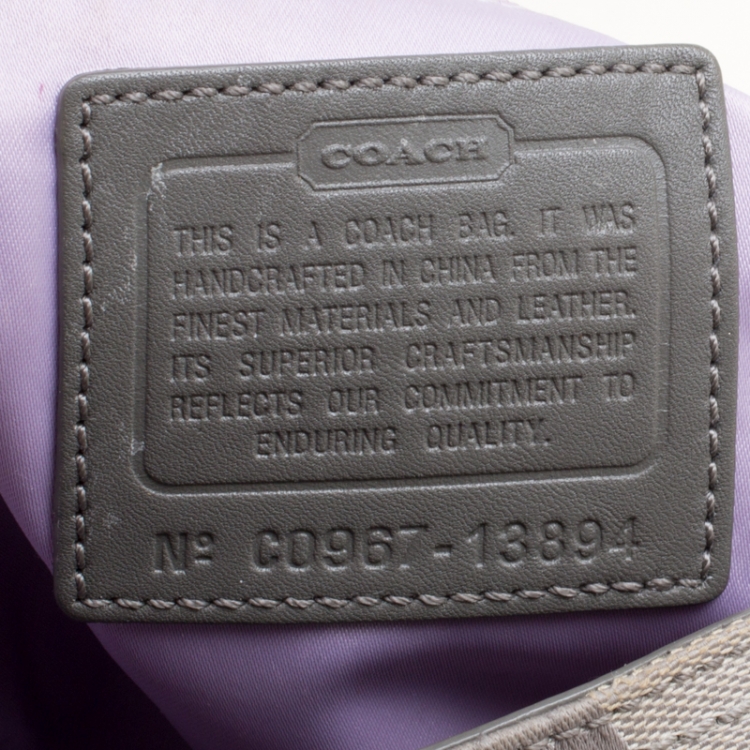 COACH
THIS IS A COACH BAG. IT WAS
HANDCRAFTED IN CHINA FROM THE
FINEST MATERIALS AND LEATHER.
ITS SUPERIOR CRAFTSMANSHIP
REFLECTS OUR COMMITMENT TO
ENDURING QUALITY.
Nº C0967-13894